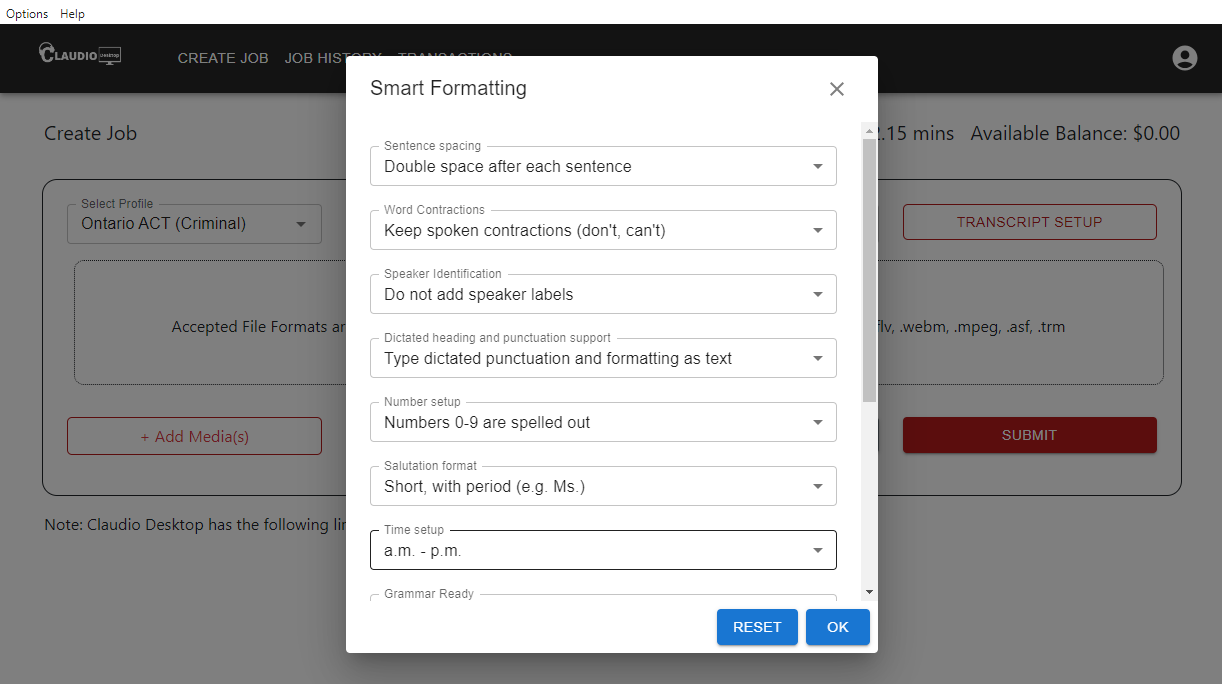 Options Help
CLAUDIO Desktop
CREATE JOB JOB HISTORY TRANSACTIONS
Smart Formatting
Create Job
.15 mins Available Balance: $0.00
Sentence spacing
Double space after each sentence
Select Profile
Ontario ACT (Criminal)
Word Contractions
Keep spoken contractions (don't, can't)
TRANSCRIPT SETUP
Speaker Identification
Do not add speaker labels
Accepted File Formats ar
flv, .webm, .mpeg, .asf, .trm
Dictated heading and punctuation support
Type dictated punctuation and formatting as text
Number setup
Numbers 0-9 are spelled out
+ Add Media(s)
SUBMIT
Salutation format
Short, with period (e.g. Ms.)
Note: Claudio Desktop has the following li
Time setup
a.m. - p.m.
Grammar Ready
RESET OK